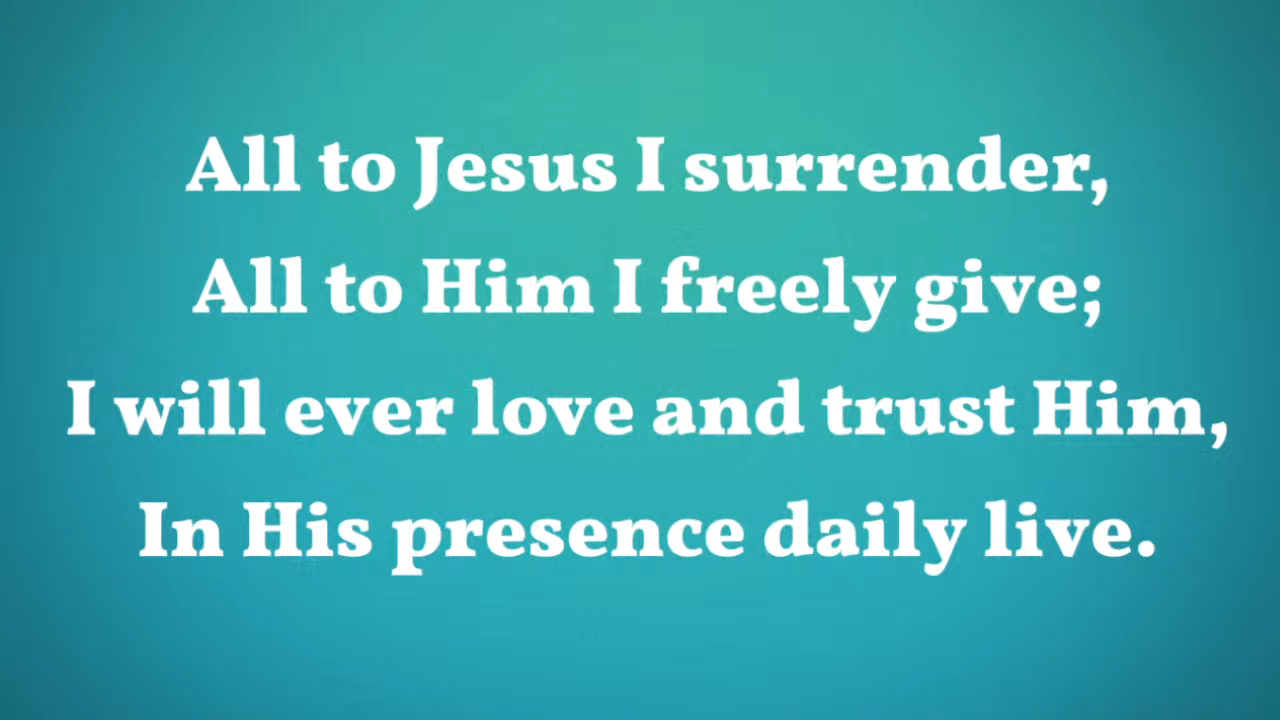 All to Jesus I surrender,
All to Him I freely give;
I will ever love and trust Him,
In His presence daily live.